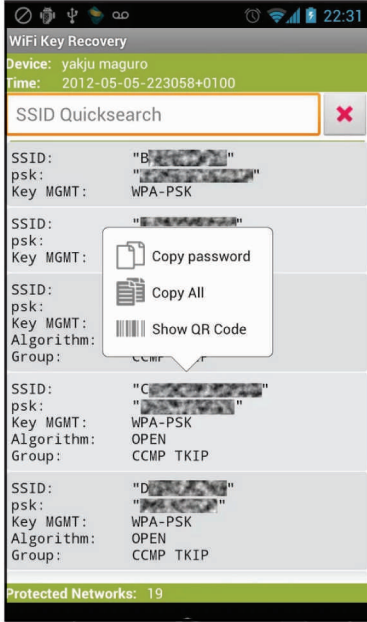 22:31
WiFi Key Recovery
Device: yakju maguro
Time: 2012-05-05-223058+0100
SSID Quicksearch
SSID: "B"
psk: ""
Key MGMT: WPA-PSK
SSID: ""
psk:
Key MGMT:
SSID:
psk:
Key MGMT:
Algorithm:
Group: CCMP TKIP
Copy password
Copy All
Show QR Code
SSID: "C"
psk: ""
Key MGMT: WPA-PSK
Algorithm: OPEN
Group: CCMP TKIP
SSID: "D"
psk: ""
Key MGMT: WPA-PSK
Algorithm: OPEN
Group: CCMP TKIP
Protected Networks: 19